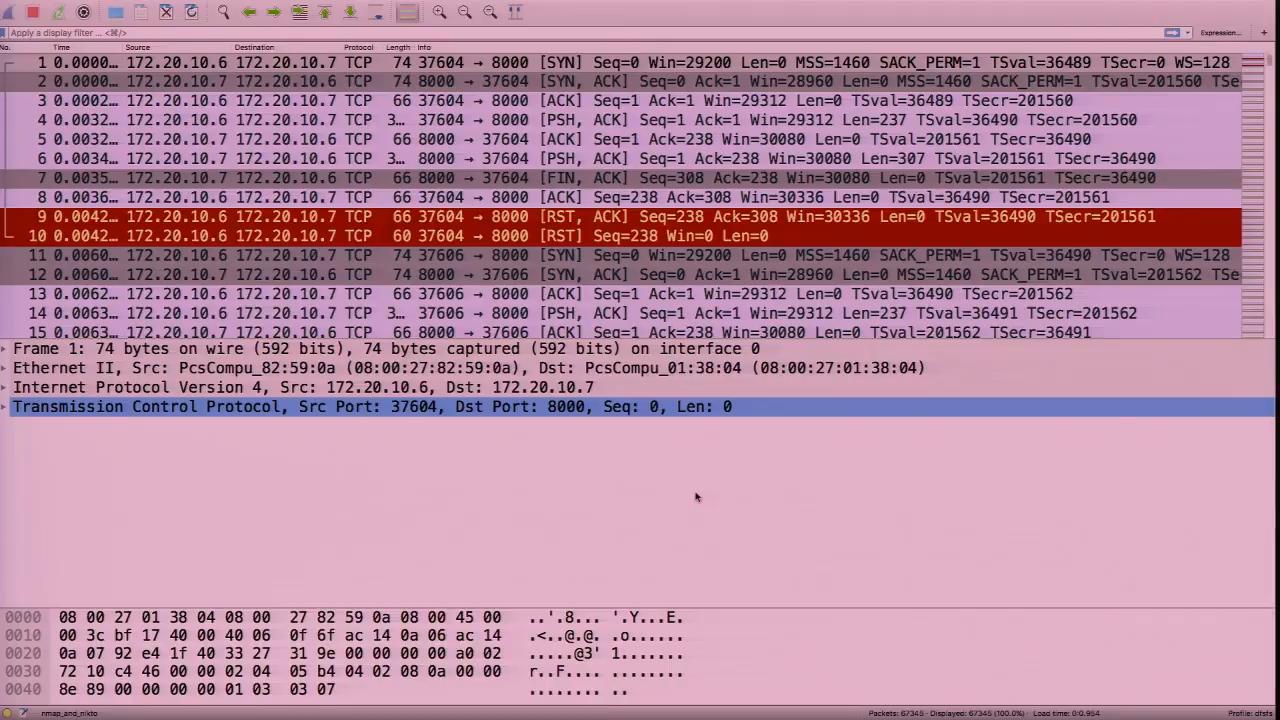 Apply a display filter ... <⌘/>
Expression... +
No. Time Source Destination Protocol Length Info
1 0.0000… 172.20.10.6 172.20.10.7 TCP 74 37604 → 8000 [SYN] Seq=0 Win=29200 Len=0 MSS=1460 SACK_PERM=1 TSval=36489 TSecr=0 WS=128
2 0.0000… 172.20.10.7 172.20.10.6 TCP 74 8000 → 37604 [SYN, ACK] Seq=0 Ack=1 Win=28960 Len=0 MSS=1460 SACK_PERM=1 TSval=201560 TSe
3 0.0002… 172.20.10.6 172.20.10.7 TCP 66 37604 → 8000 [ACK] Seq=1 Ack=1 Win=29312 Len=0 TSval=36489 TSecr=201560
4 0.0032… 172.20.10.6 172.20.10.7 TCP 3… 37604 → 8000 [PSH, ACK] Seq=1 Ack=1 Win=29312 Len=237 TSval=36490 TSecr=201560
5 0.0032… 172.20.10.7 172.20.10.6 TCP 66 8000 → 37604 [ACK] Seq=1 Ack=238 Win=30080 Len=0 TSval=201561 TSecr=36490
6 0.0034… 172.20.10.7 172.20.10.6 TCP 3… 8000 → 37604 [PSH, ACK] Seq=1 Ack=238 Win=30080 Len=307 TSval=201561 TSecr=36490
7 0.0035… 172.20.10.7 172.20.10.6 TCP 66 8000 → 37604 [FIN, ACK] Seq=308 Ack=238 Win=30080 Len=0 TSval=201561 TSecr=36490
8 0.0036… 172.20.10.6 172.20.10.7 TCP 66 37604 → 8000 [ACK] Seq=238 Ack=308 Win=30336 Len=0 TSval=36490 TSecr=201561
9 0.0042… 172.20.10.6 172.20.10.7 TCP 66 37604 → 8000 [RST, ACK] Seq=238 Ack=308 Win=30336 Len=0 TSval=36490 TSecr=201561
10 0.0042… 172.20.10.6 172.20.10.7 TCP 60 37604 → 8000 [RST] Seq=238 Win=0 Len=0
11 0.0060… 172.20.10.6 172.20.10.7 TCP 74 37606 → 8000 [SYN] Seq=0 Win=29200 Len=0 MSS=1460 SACK_PERM=1 TSval=36490 TSecr=0 WS=128
12 0.0060… 172.20.10.7 172.20.10.6 TCP 74 8000 → 37606 [SYN, ACK] Seq=0 Ack=1 Win=28960 Len=0 MSS=1460 SACK_PERM=1 TSval=201562 TSe
13 0.0062… 172.20.10.6 172.20.10.7 TCP 66 37606 → 8000 [ACK] Seq=1 Ack=1 Win=29312 Len=0 TSval=36490 TSecr=201562
14 0.0063… 172.20.10.6 172.20.10.7 TCP 3… 37606 → 8000 [PSH, ACK] Seq=1 Ack=1 Win=29312 Len=237 TSval=36491 TSecr=201562
15 0.0063… 172.20.10.7 172.20.10.6 TCP 66 8000 → 37606 [ACK] Seq=1 Ack=238 Win=30080 Len=0 TSval=201562 TSecr=36491
Frame 1: 74 bytes on wire (592 bits), 74 bytes captured (592 bits) on interface 0
Ethernet II, Src: PcsCompu_82:59:0a (08:00:27:82:59:0a), Dst: PcsCompu_01:38:04 (08:00:27:01:38:04)
Internet Protocol Version 4, Src: 172.20.10.6, Dst: 172.20.10.7
Transmission Control Protocol, Src Port: 37604, Dst Port: 8000, Seq: 0, Len: 0
0000 08 00 27 01 38 04 08 00 27 82 59 0a 08 00 45 00 ..'.8... '.Y...E.
0010 00 3c bf 17 40 00 40 06 0f 6f ac 14 0a 06 ac 14 .<..@.@. .o......
0020 0a 07 92 e4 1f 40 33 27 31 9e 00 00 00 00 a0 02 .....@3' 1.......
0030 72 10 c4 46 00 00 02 04 05 b4 04 02 08 0a 00 00 r..F.... ........
0040 8e 89 00 00 00 00 01 03 03 07 ........ ..
nmap_and_nikto
Packets: 67345 · Displayed: 67345 (100.0%) · Load time: 0:0.954
Profile: dfsfs